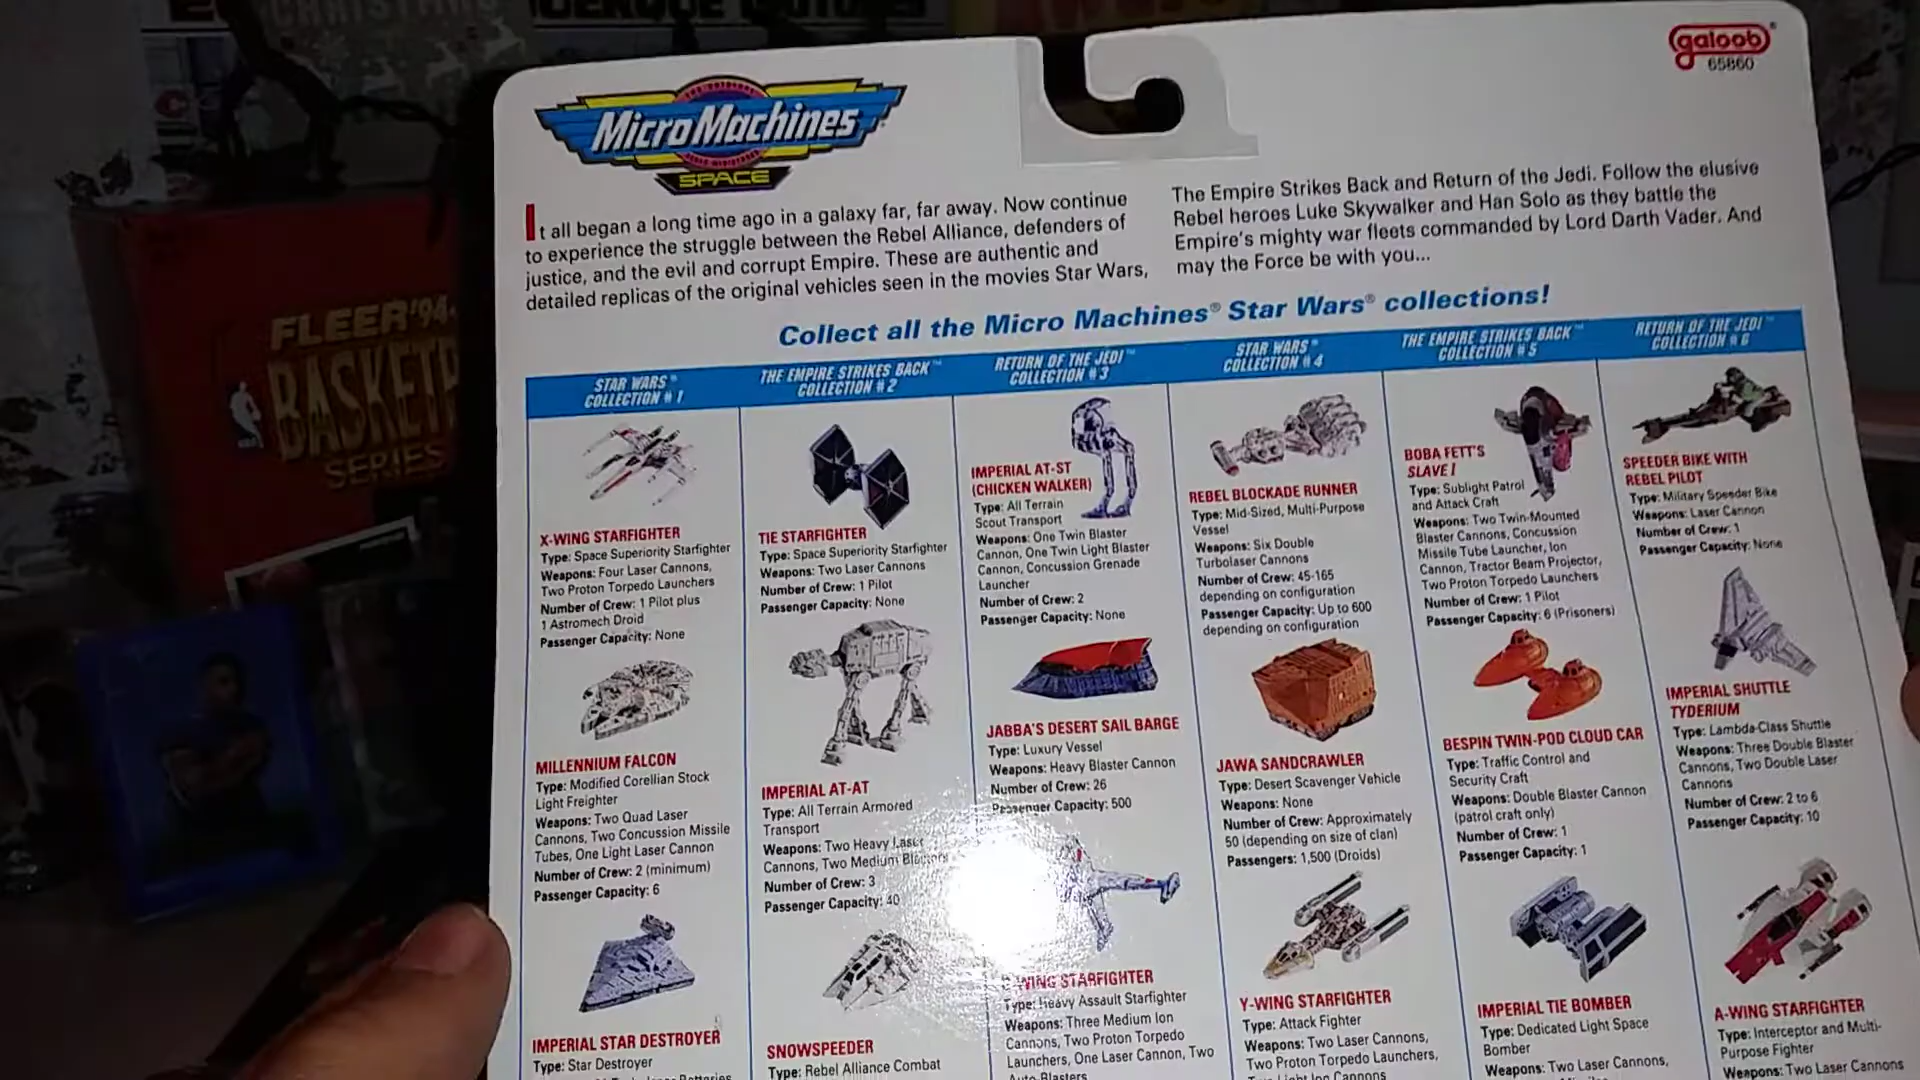 galoob®
65860
MicroMachines
SPACE
It all began a long time ago in a galaxy far, far away. Now continue
to experience the struggle between the Rebel Alliance, defenders of
justice, and the evil and corrupt Empire. These are authentic and
detailed replicas of the original vehicles seen in the movies Star Wars,
The Empire Strikes Back and Return of the Jedi. Follow the elusive
Rebel heroes Luke Skywalker and Han Solo as they battle the
Empire's mighty war fleets commanded by Lord Darth Vader. And
may the Force be with you...
Collect all the Micro Machines® Star Wars® collections!
STAR WARS®
COLLECTION #1
X-WING STARFIGHTER
Type: Space Superiority Starfighter
Weapons: Four Laser Cannons,
Two Proton Torpedo Launchers
Number of Crew: 1 Pilot plus
1 Astromech Droid
Passenger Capacity: None
MILLENNIUM FALCON
Type: Modified Corellian Stock
Light Freighter
Weapons: Two Quad Laser
Cannons, Two Concussion Missile
Tubes, One Light Laser Cannon
Number of Crew: 2 (minimum)
Passenger Capacity: 6
IMPERIAL STAR DESTROYER
Type: Star Destroyer
THE EMPIRE STRIKES BACK™
COLLECTION #2
TIE STARFIGHTER
Type: Space Superiority Starfighter
Weapons: Two Laser Cannons
Number of Crew: 1 Pilot
Passenger Capacity: None
IMPERIAL AT-AT
Type: All Terrain Armored
Transport
Weapons: Two Heavy Laser
Cannons, Two Medium Blasters
Number of Crew: 3
Passenger Capacity: 40
SNOWSPEEDER
Type: Rebel Alliance Combat
RETURN OF THE JEDI™
COLLECTION #3
IMPERIAL AT-ST
(CHICKEN WALKER)
Type: All Terrain
Scout Transport
Weapons: One Twin Blaster
Cannon, One Twin Light Blaster
Cannon, Concussion Grenade
Launcher
Number of Crew: 2
Passenger Capacity: None
JABBA'S DESERT SAIL BARGE
Type: Luxury Vessel
Weapons: Heavy Blaster Cannon
Number of Crew: 26
Passenger Capacity: 500
-WING STARFIGHTER
Type: Heavy Assault Starfighter
Weapons: Three Medium Ion
Cannons, Two Proton Torpedo
Launchers, One Laser Cannon, Two
Auto Blasters
STAR WARS®
COLLECTION #4
REBEL BLOCKADE RUNNER
Type: Mid-Sized, Multi-Purpose
Vessel
Weapons: Six Double
Turbolaser Cannons
Number of Crew: 45-165
depending on configuration
Passenger Capacity: Up to 600
depending on configuration
JAWA SANDCRAWLER
Type: Desert Scavenger Vehicle
Weapons: None
Number of Crew: Approximately
50 (depending on size of clan)
Passengers: 1,500 (Droids)
Y-WING STARFIGHTER
Type: Attack Fighter
Weapons: Two Laser Cannons,
Two Proton Torpedo Launchers,
Two Light Ion Cannons
THE EMPIRE STRIKES BACK™
COLLECTION #5
BOBA FETT'S
SLAVE I
Type: Sublight Patrol
and Attack Craft
Weapons: Two Twin-Mounted
Blaster Cannons, Concussion
Missile Tube Launcher, Ion
Cannon, Tractor Beam Projector,
Two Proton Torpedo Launchers
Number of Crew: 1 Pilot
Passenger Capacity: 6 (Prisoners)
BESPIN TWIN-POD CLOUD CAR
Type: Traffic Control and
Security Craft
Weapons: Double Blaster Cannon
(patrol craft only)
Number of Crew: 1
Passenger Capacity: 1
IMPERIAL TIE BOMBER
Type: Dedicated Light Space
Bomber
Weapons: Two Laser Cannons,
RETURN OF THE JEDI™
COLLECTION #6
SPEEDER BIKE WITH
REBEL PILOT
Type: Military Speeder Bike
Weapons: Laser Cannon
Number of Crew: 1
Passenger Capacity: None
IMPERIAL SHUTTLE
TYDERIUM
Type: Lambda-Class Shuttle
Weapons: Three Double Blaster
Cannons, Two Double Laser
Cannons
Number of Crew: 2 to 6
Passenger Capacity: 10
A-WING STARFIGHTER
Type: Interceptor and Multi-
Purpose Fighter
Weapons: Two Laser Cannons
FLEER '94-
BASKETB
SERIES
CHRISTMAS